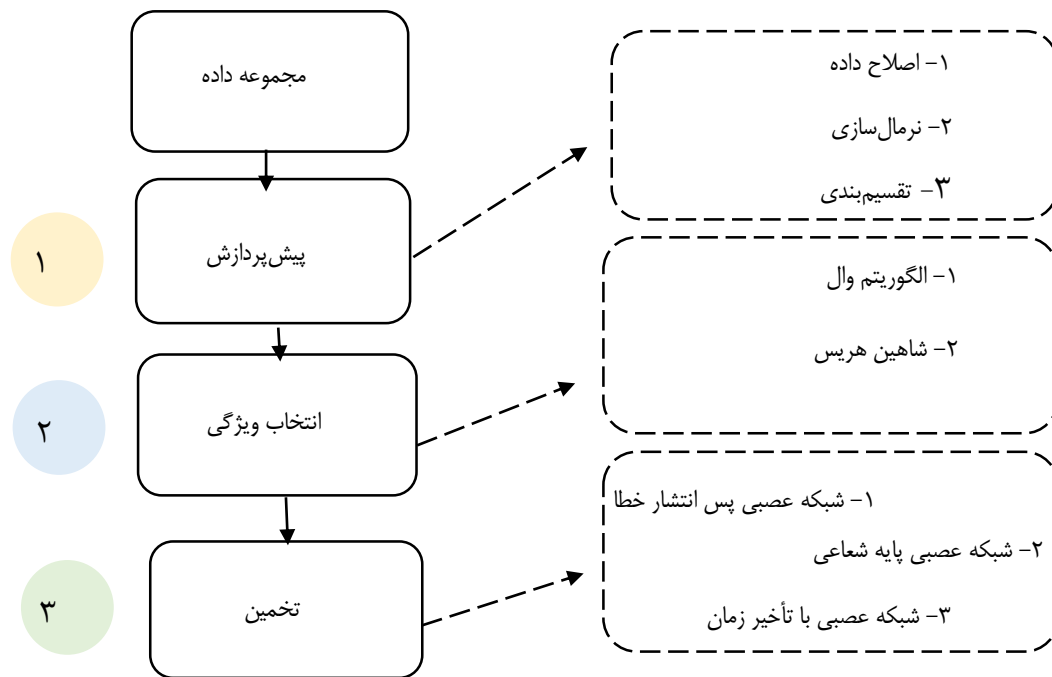 مجموعه داده
۱- اصلاح داده
۲- نرمال‌سازی
۳- تقسیم‌بندی
۱
پیش‌پردازش
۱- الگوریتم وال
۲- شاهین هریس
۲
انتخاب ویژگی
۱- شبکه عصبی پس انتشار خطا
۲- شبکه عصبی پایه شعاعی
۳- شبکه عصبی با تأخیر زمان
۳
تخمین